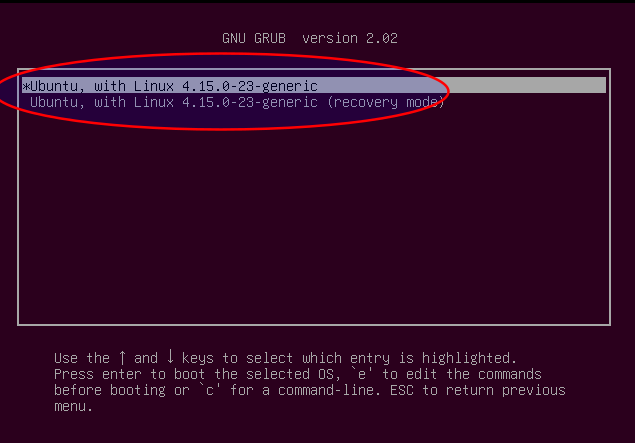 GNU GRUB version 2.02
*Ubuntu, with Linux 4.15.0-23-generic
Ubuntu, with Linux 4.15.0-23-generic (recovery mode)
Use the ↑ and ↓ keys to select which entry is highlighted.
Press enter to boot the selected OS, `e' to edit the commands
before booting or `c' for a command-line. ESC to return previous
menu.